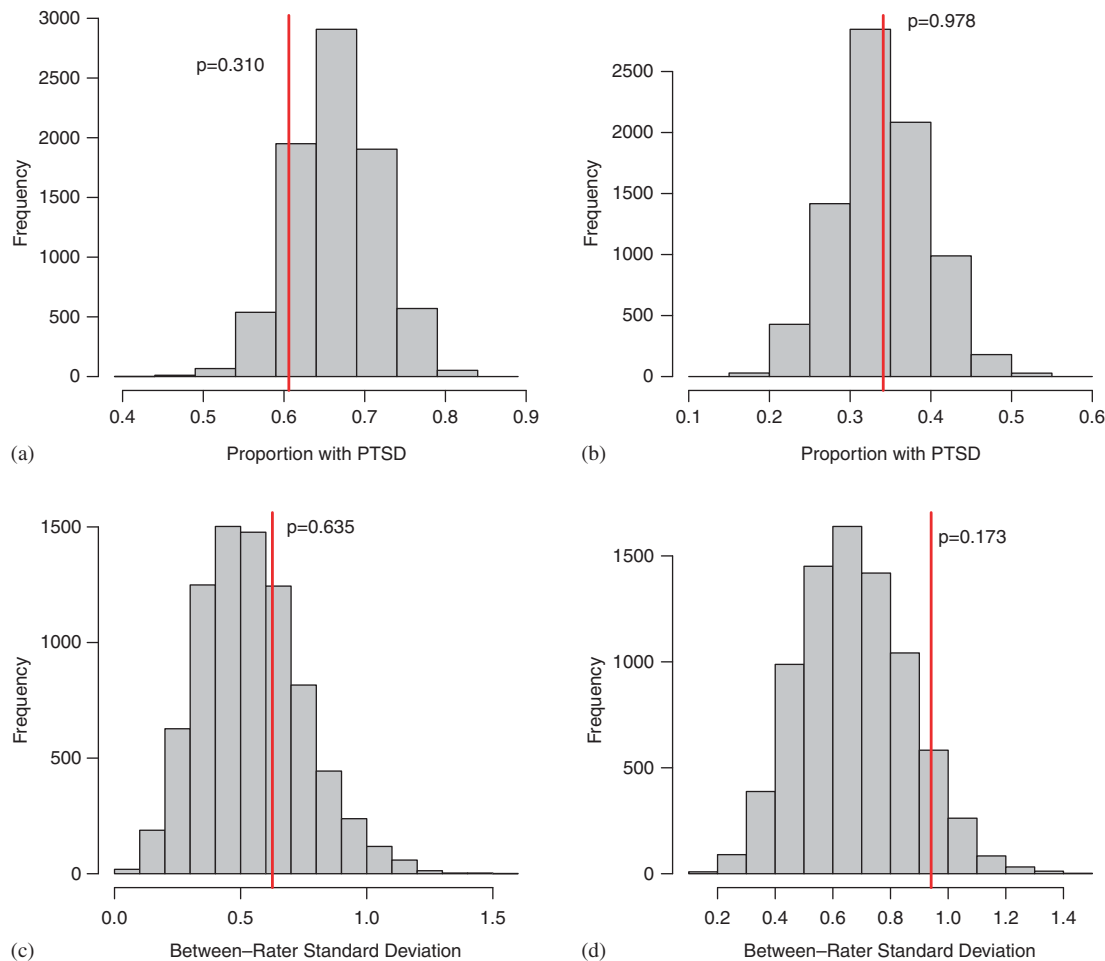 3000
2500
2000
1500
1000
500
0
Frequency
p=0.310
0.4 0.5 0.6 0.7 0.8 0.9
Proportion with PTSD
(a)
2500
2000
1500
1000
500
0
Frequency
p=0.978
0.1 0.2 0.3 0.4 0.5 0.6
Proportion with PTSD
(b)
1500
1000
500
0
Frequency
p=0.635
0.0 0.5 1.0 1.5
Between–Rater Standard Deviation
(c)
1500
1000
500
0
Frequency
p=0.173
0.2 0.4 0.6 0.8 1.0 1.2 1.4
Between–Rater Standard Deviation
(d)